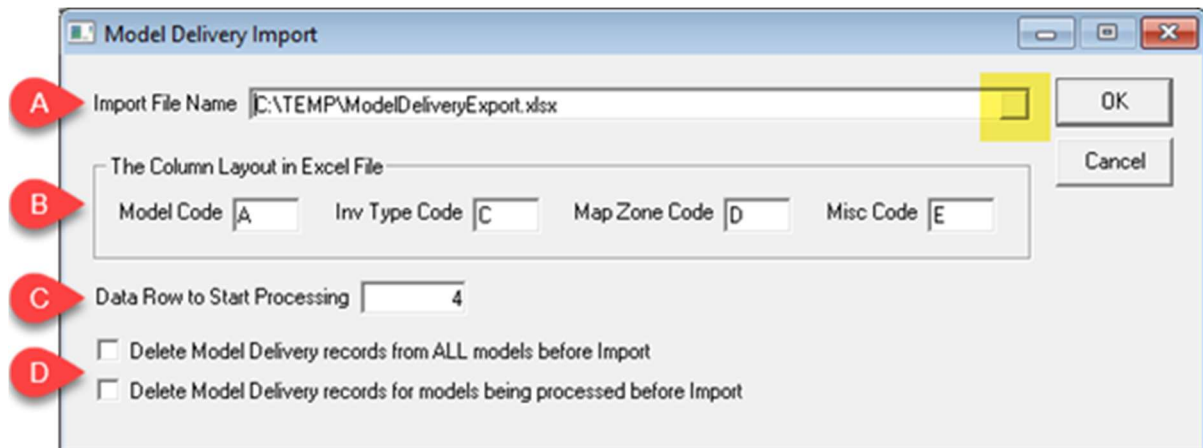 Model Delivery Import
A Import File Name C:\TEMP\ModelDeliveryExport.xlsx OK
Cancel
The Column Layout in Excel File
B Model Code A Inv Type Code C Map Zone Code D Misc Code E
C Data Row to Start Processing 4
D
Delete Model Delivery records from ALL models before Import
Delete Model Delivery records for models being processed before Import